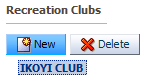 Recreation Clubs
New
Delete
IKOYI CLUB